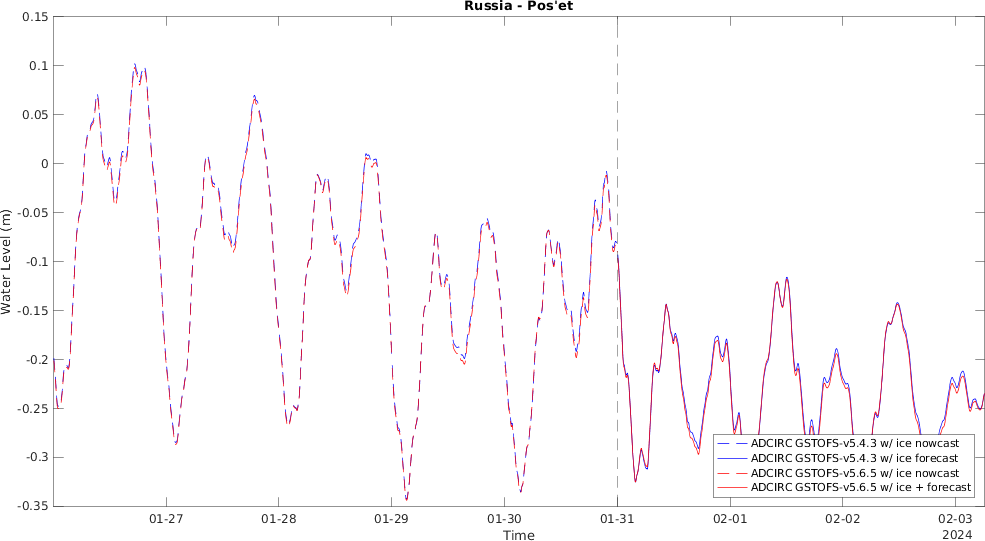 Russia - Pos'et
0.15
0.1
0.05
0
-0.05
-0.1
-0.15
-0.2
-0.25
-0.3
-0.35
Water Level (m)
ADCIRC GSTOFS-v5.4.3 w/ ice nowcast
ADCIRC GSTOFS-v5.4.3 w/ ice forecast
ADCIRC GSTOFS-v5.6.5 w/ ice nowcast
ADCIRC GSTOFS-v5.6.5 w/ ice + forecast
01-27 01-28 01-29 01-30 01-31 02-01 02-02 02-03
Time
2024